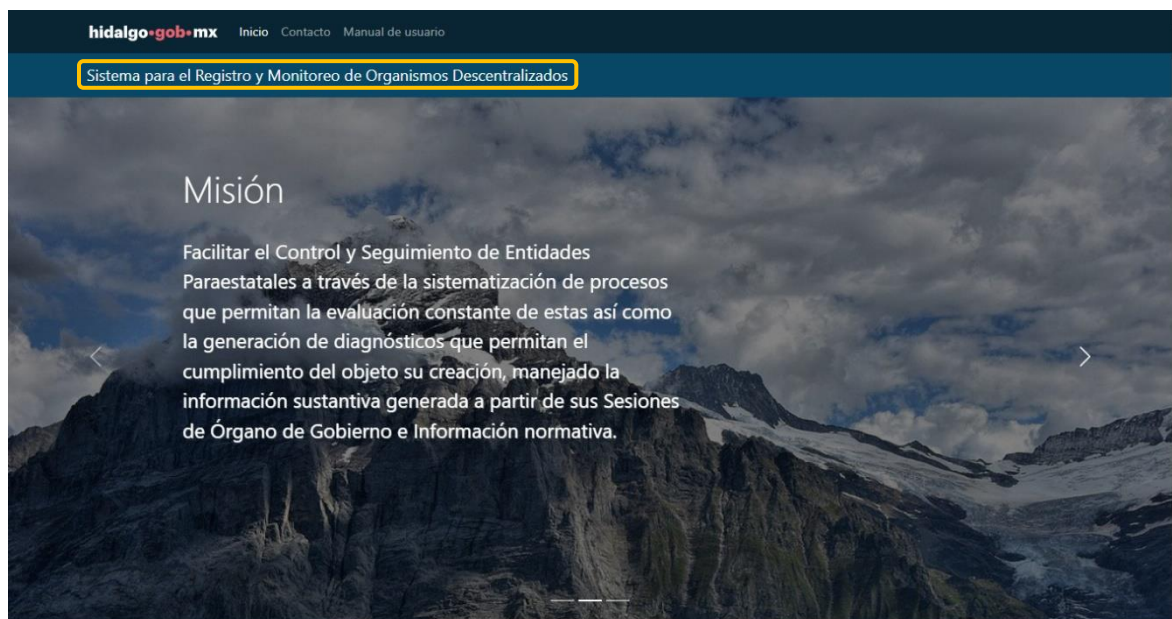 hidalgo•gob•mx Inicio Contacto Manual de usuario
Sistema para el Registro y Monitoreo de Organismos Descentralizados
Misión
Facilitar el Control y Seguimiento de Entidades
Paraestatales a través de la sistematización de procesos
que permitan la evaluación constante de estas así como
la generación de diagnósticos que permitan el
cumplimiento del objeto su creación, manejado la
información sustantiva generada a partir de sus Sesiones
de Órgano de Gobierno e Información normativa.